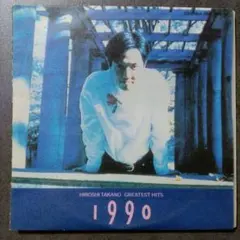 HIROSHI TAKANO GREATEST HITS
1990